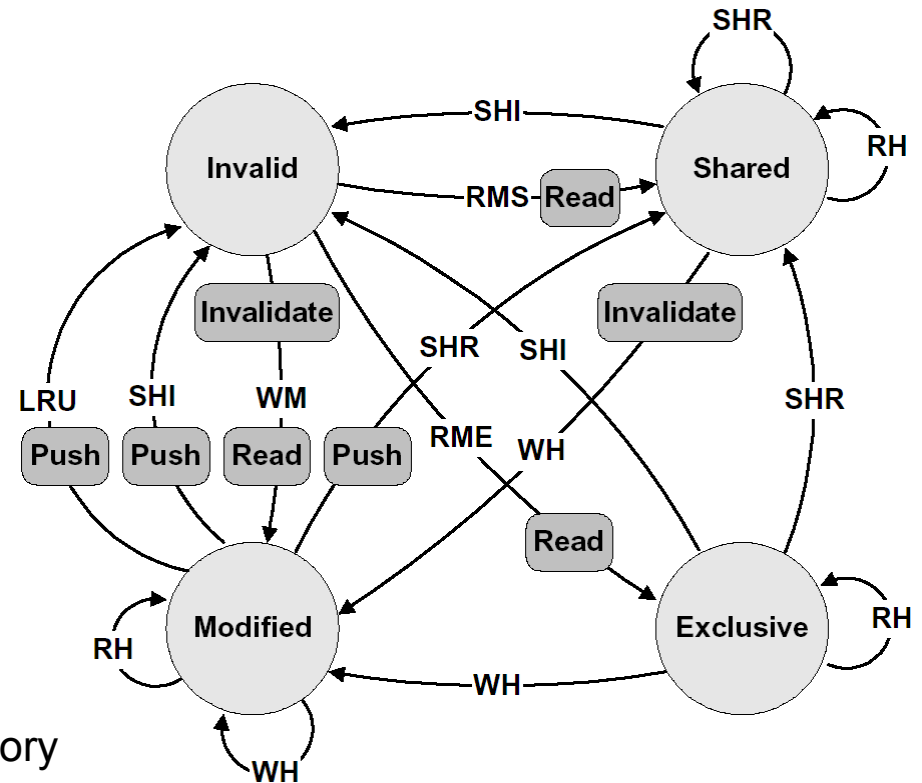 SHR
SHI
RH
Invalid
Shared
RMS
Read
Invalidate
Invalidate
SHR
SHI
LRU
SHI
WM
SHR
RME
WH
Push
Push
Read
Push
Read
Modified
Exclusive
RH
RH
WH
WH
ory